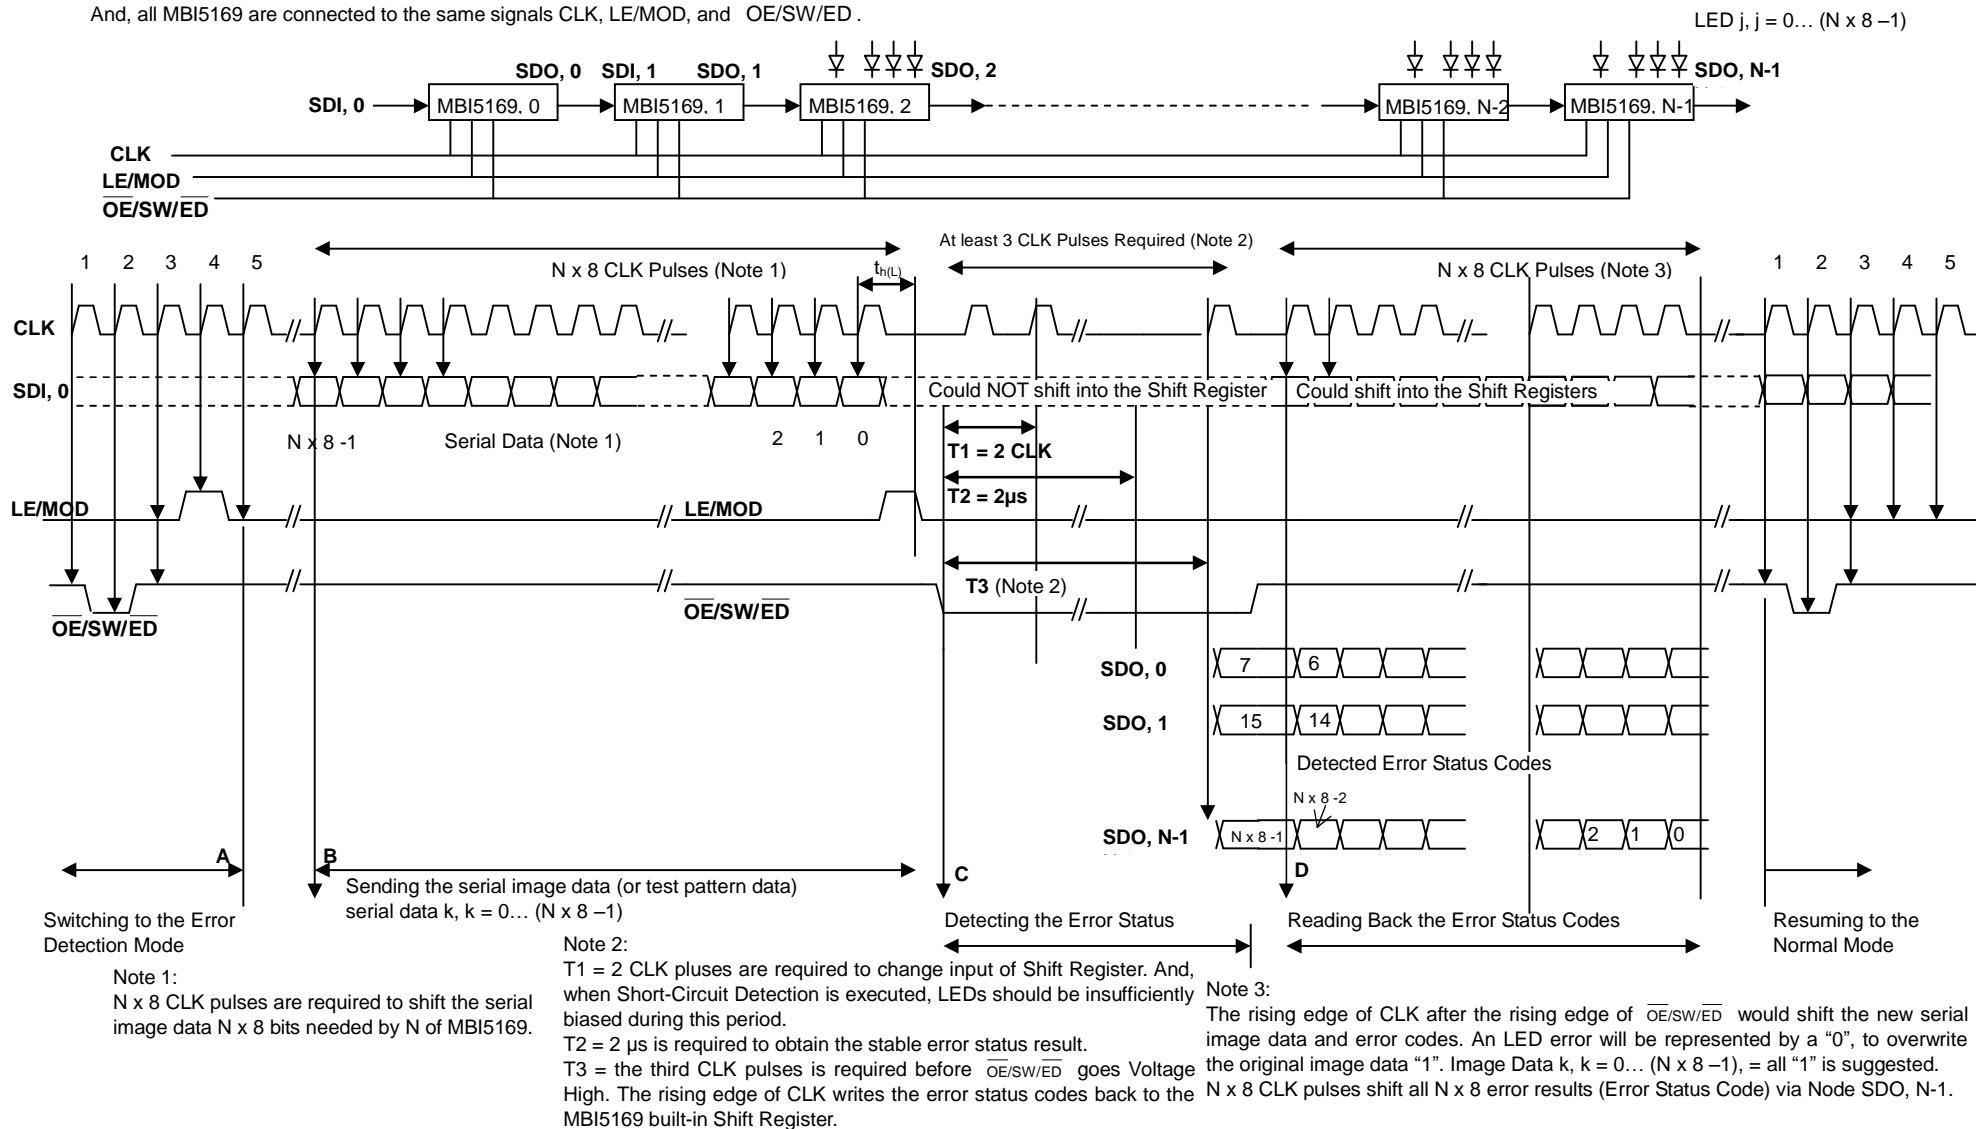 And, all MBI5169 are connected to the same signals CLK, LE/MOD, and OE/SW/ED .
LED j, j = 0… (N x 8 –1)
SDO, 0
SDI, 1
SDO, 1
SDO, 2
SDO, N-1
SDI, 0
MBI5169, 0
MBI5169, 1
MBI5169, 2
MBI5169, N-2
MBI5169, N-1
CLK
LE/MOD
OE/SW/ED
At least 3 CLK Pulses Required (Note 2)
1 2 3 4 5
N x 8 CLK Pulses (Note 1)
th(L)
N x 8 CLK Pulses (Note 3)
1 2 3 4 5
CLK
SDI, 0
Could NOT shift into the Shift Register
Could shift into the Shift Registers
N x 8 -1
Serial Data (Note 1)
2 1 0
T1 = 2 CLK
T2 = 2µs
LE/MOD
LE/MOD
T3 (Note 2)
OE/SW/ED
OE/SW/ED
SDO, 0
7 6
SDO, 1
15 14
Detected Error Status Codes
N x 8 -2
SDO, N-1
N x 8 -1
2 1 0
A
B
C
D
Sending the serial image data (or test pattern data)
serial data k, k = 0… (N x 8 –1)
Switching to the Error
Detection Mode
Detecting the Error Status
Reading Back the Error Status Codes
Resuming to the
Normal Mode
Note 1:
N x 8 CLK pulses are required to shift the serial
image data N x 8 bits needed by N of MBI5169.
Note 2:
T1 = 2 CLK pluses are required to change input of Shift Register. And,
when Short-Circuit Detection is executed, LEDs should be insufficiently
biased during this period.
T2 = 2 µs is required to obtain the stable error status result.
T3 = the third CLK pulses is required before OE/SW/ED goes Voltage
High. The rising edge of CLK writes the error status codes back to the
MBI5169 built-in Shift Register.
Note 3:
The rising edge of CLK after the rising edge of OE/SW/ED would shift the new serial
image data and error codes. An LED error will be represented by a “0”, to overwrite
the original image data “1”. Image Data k, k = 0… (N x 8 –1), = all “1” is suggested.
N x 8 CLK pulses shift all N x 8 error results (Error Status Code) via Node SDO, N-1.